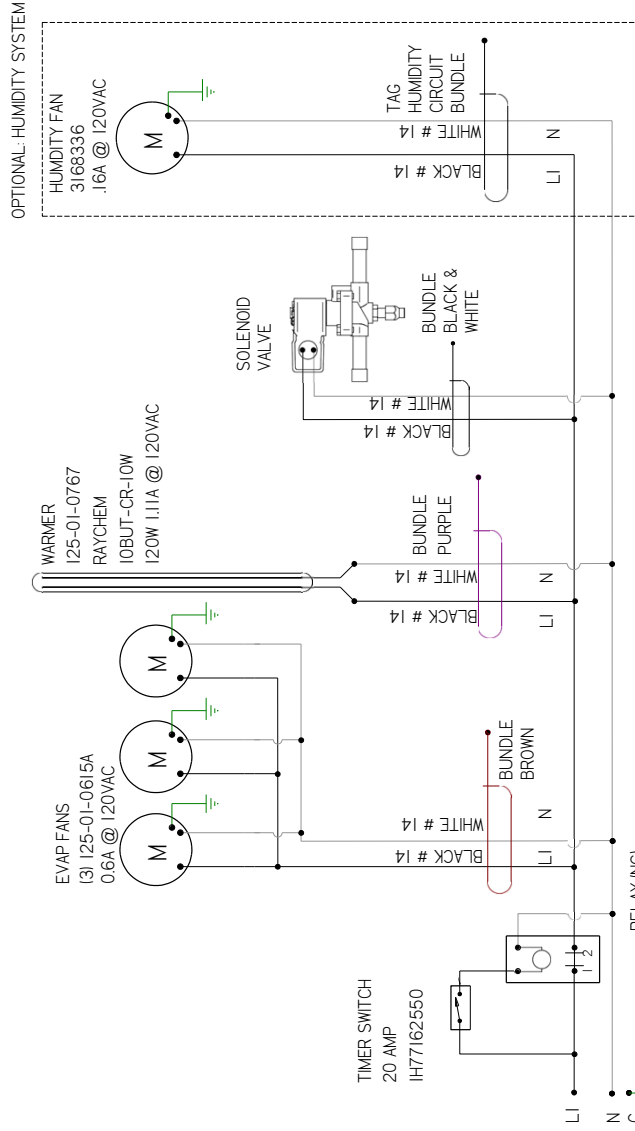 OPTIONAL: HUMIDITY SYSTEM
HUMDITY FAN
3168336
.16A @ 120VAC
M
TAG
HUMIDITY
CIRCUIT
BUNDLE
WHITE # 14
BLACK # 14
N
L1
SOLENOID
VALVE
BUNDLE
BLACK &
WHITE
WHITE # 14
BLACK # 14
WARMER
125-01-0767
RAYCHEM
10BUT-CR-10W
120W 1.11A @ 120VAC
BUNDLE
PURPLE
WHITE # 14
BLACK # 14
N
L1
EVAP FANS
(3) 125-01-0615A
0.6A @ 120VAC
M
M
M
BUNDLE
BROWN
WHITE # 14
BLACK # 14
N
L1
TIMER SWITCH
20 AMP
1H77162550
1 2
L1
N